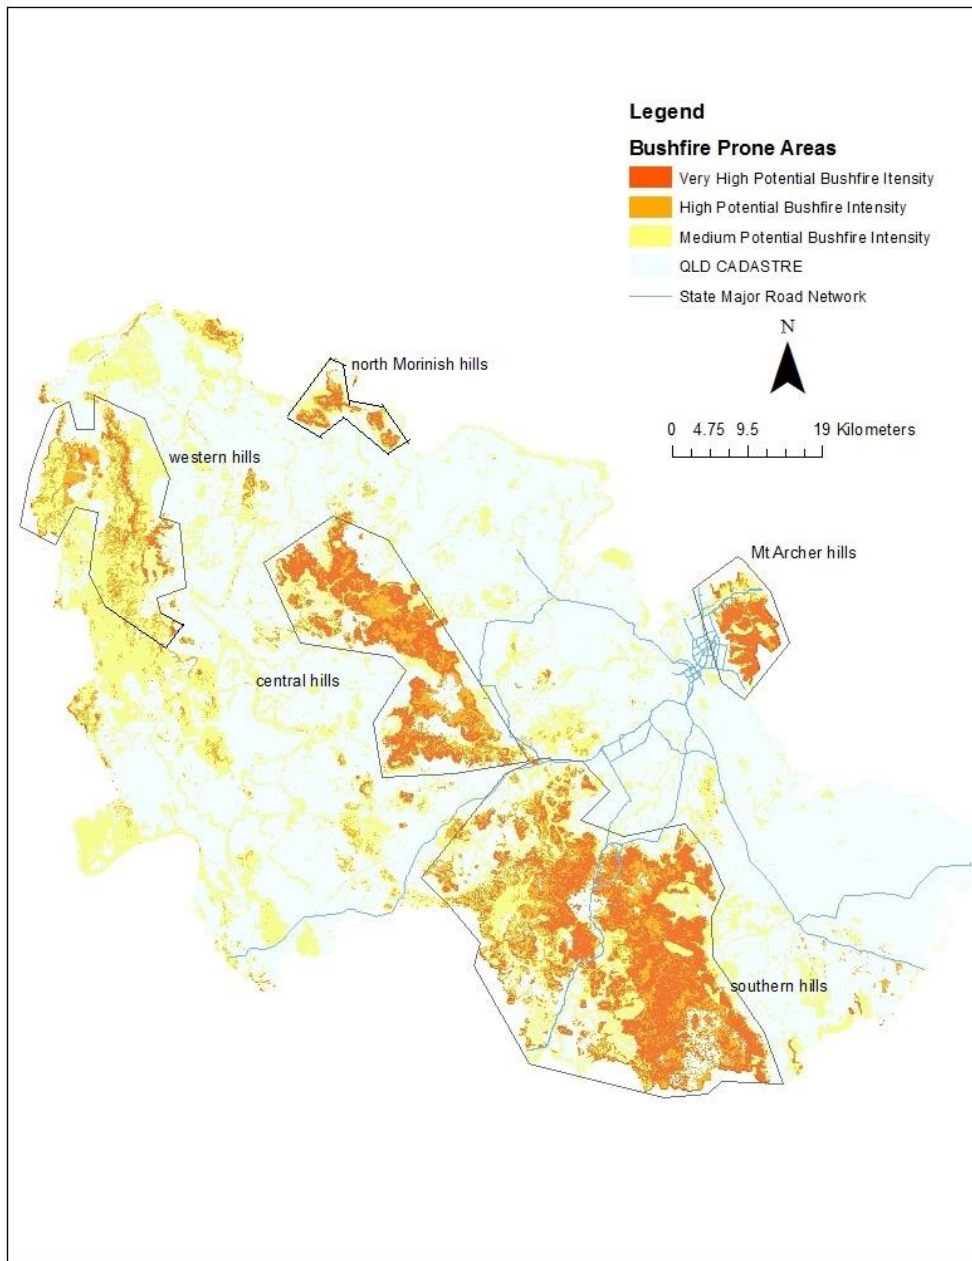 Legend
Bushfire Prone Areas
Very High Potential Bushfire Itensity
High Potential Bushfire Intensity
Medium Potential Bushfire Intensity
QLD CADASTRE
State Major Road Network
N
0 4.75 9.5 19 Kilometers
north Morinish hills
western hills
Mt Archer hills
central hills
southern hills